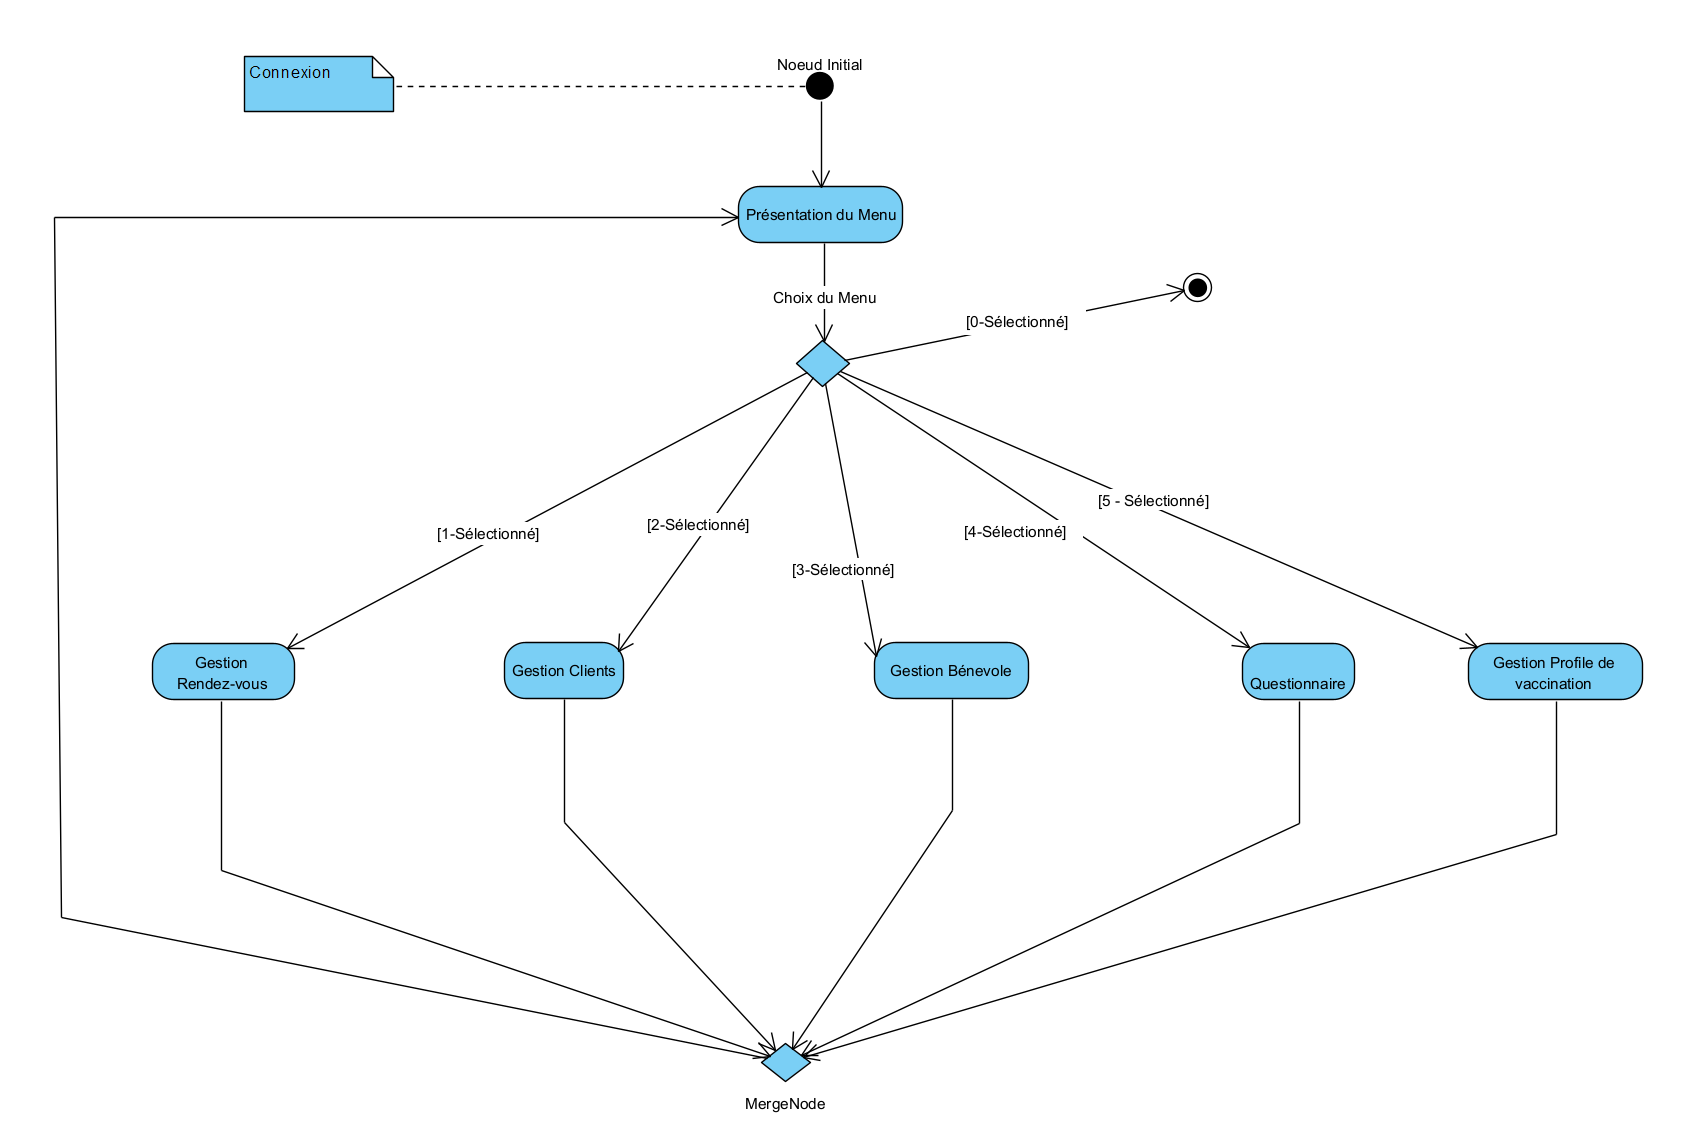 Noeud Initial
Connexion
Présentation du Menu
Choix du Menu
[0-Sélectionné]
[5 - Sélectionné]
[1-Sélectionné]
[2-Sélectionné]
[4-Sélectionné]
[3-Sélectionné]
Gestion
Rendez-vous
Gestion Clients
Gestion Bénevole
Questionnaire
Gestion Profile de
vaccination
MergeNode